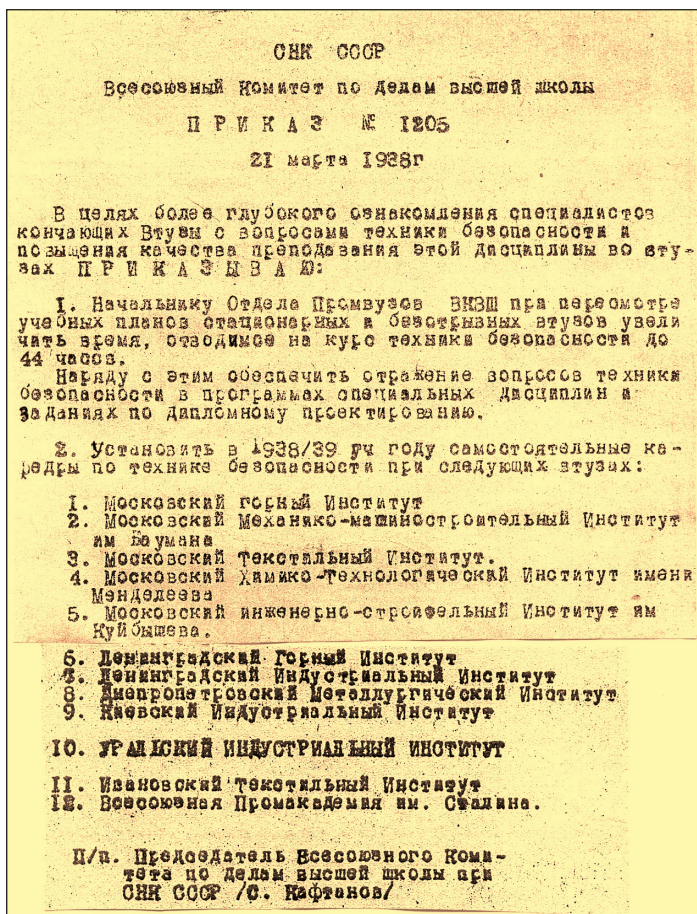 СНК СССР
Всесоюзный Комитет по делам высшей школы
ПРИКАЗ № 1205
21 марта 1938г
В целях более глубокого ознакомления специалистов
кончающих Втузы с вопросами техники безопасности и
повышения качества преподавания этой дисциплины во вту-
зах ПРИКАЗЫВАЮ:
1. Начальнику Отдела Промвузов ВКВШ при пересмотре
учебных планов стационарных и безотрывных втузов увели
чить время, отводимое на курс техники безопасности до
44 часов.
Наряду с этим обеспечить отражение вопросов техники
безопасности в программах специальных дисциплин и
заданиях по дипломному проектированию.
2. Установить в 1938/39 уч году самостоятельные ка-
федры по технике безопасности при следующих втузах:
1. Московский горный Институт
2. Московский Механико-машиностроительный Институт
им Баумана
3. Московский Текстильный Институт.
4. Московский Химико-Технологический Институт имени
Менделеева
5. Московский инженерно-строительный Институт им
Куйбышева.
6. Ленинградский Горный Институт
7. Ленинградский Индустриальный Институт
8. Днепропетровский Металлургический Институт
9. Киевский Индустриальный Институт
10. УРАЛЬСКИЙ ИНДУСТРИАЛЬНЫЙ ИНСТИТУТ
11. Ивановский Текстильный Институт
12. Всесоюзная Промакадемия им. Сталина.
П/п. Председатель Всесоюзного Коми-
тета по делам высшей школы при
СНК СССР /С. Кафтанов/